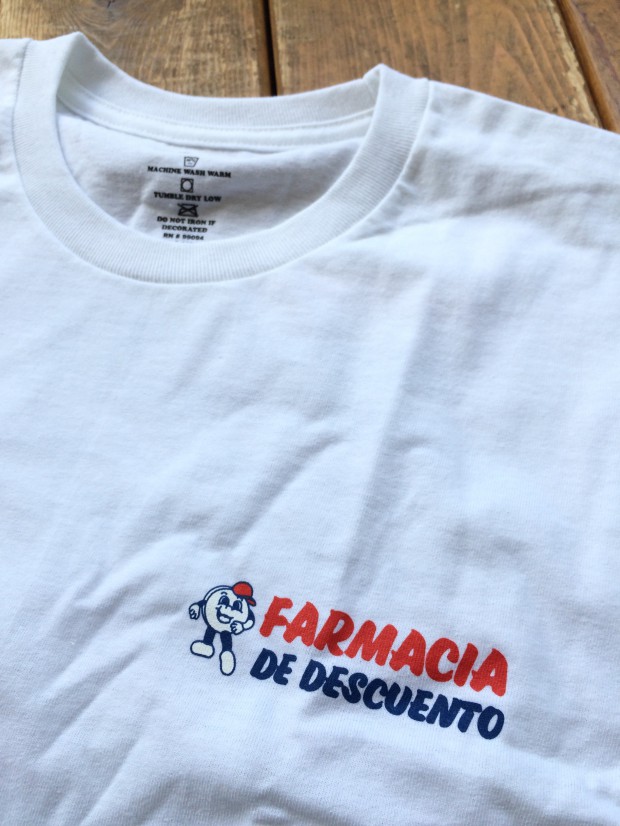 MACHINE WASH WARM
TUMBLE DRY LOW
DO NOT IRON IF
DECORATED
FARMACIA
DE DESCUENTO